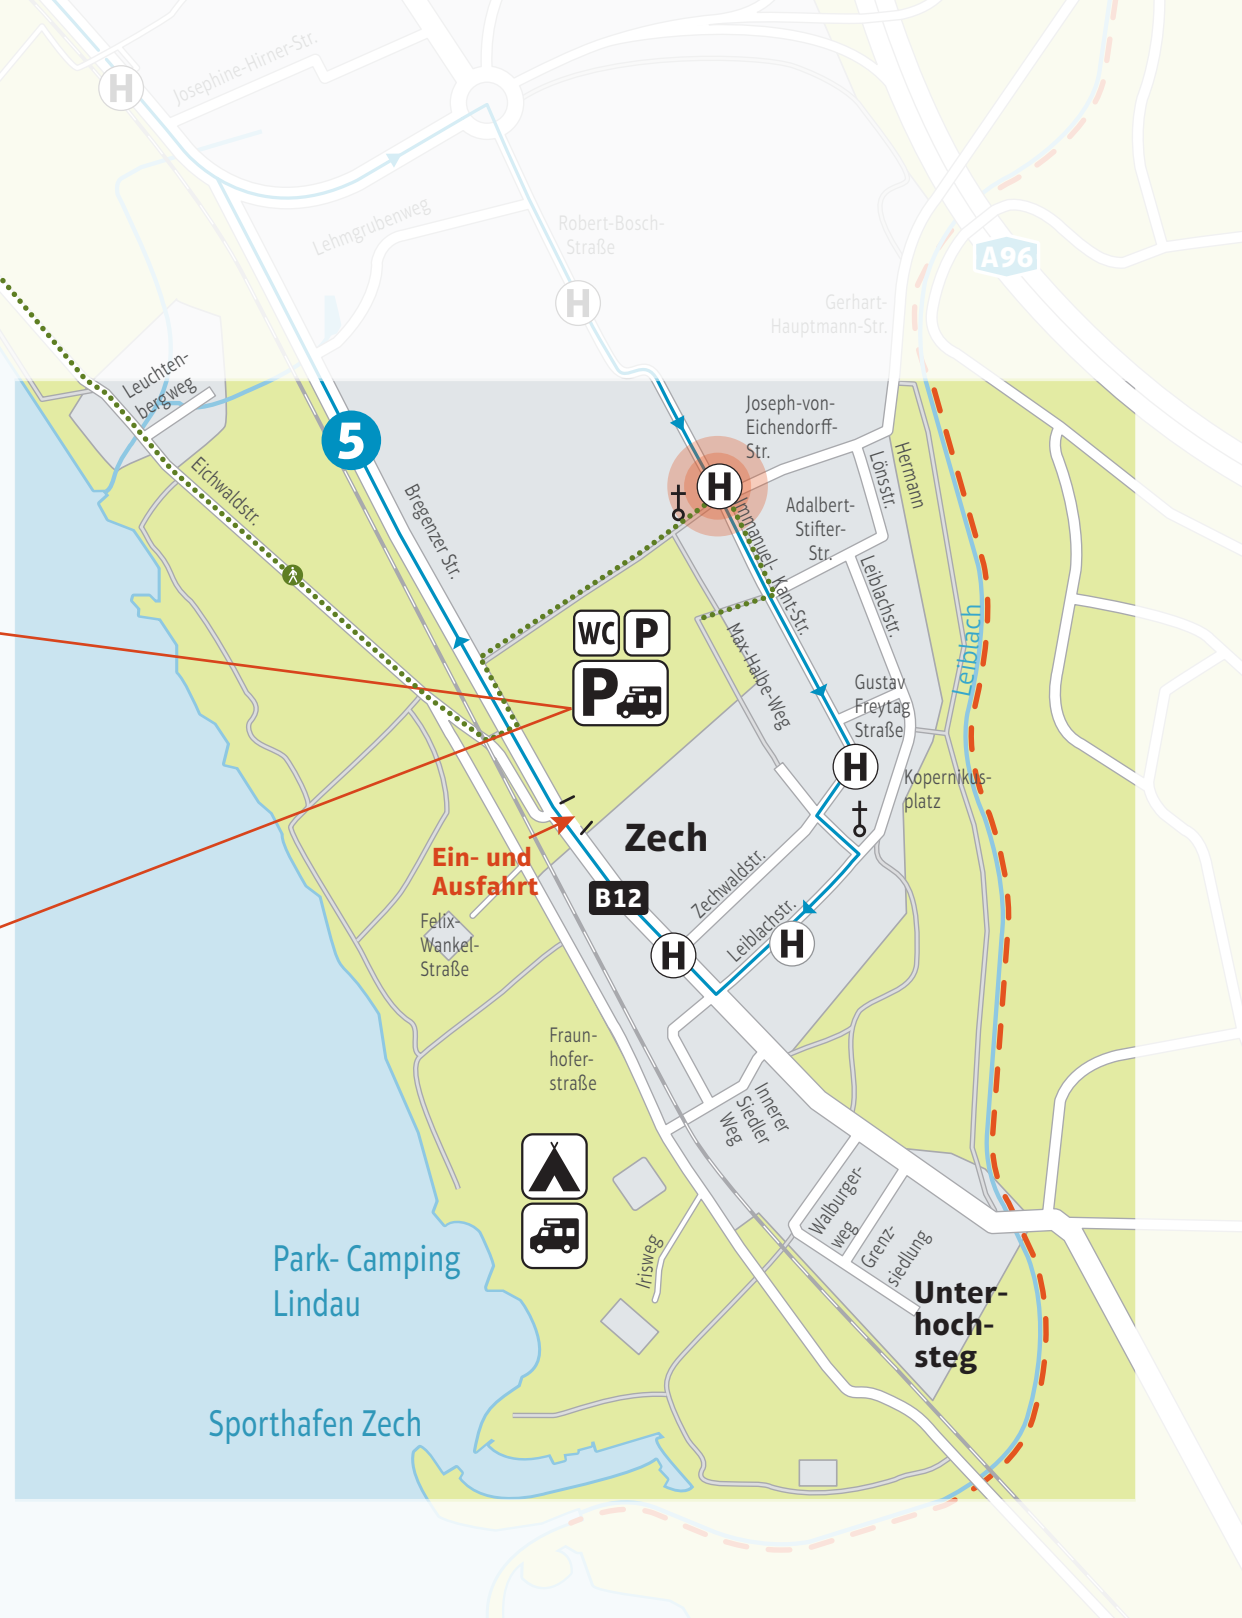 Josephine-Hirner-Str.
H
Lehmgrubenweg
Robert-Bosch-
Straße
H
A96
Gerhart-
Hauptmann-Str.
Leuchten-
bergweg
5
Joseph-von-
Eichendorff-
Str.
H
Eichwaldstr.
Bregenzer Str.
Lönsstr.
Hermann
Adalbert-
Stifter-
Str.
Immanuel-
Kant-Str.
Leiblachstr.
Leiblach
WC
P
P
Max-Halbe-Weg
Gustav
Freytag
Straße
H
Kopernikus-
platz
Zech
Ein- und
Ausfahrt
B12
Zechwaldstr.
Leiblachstr.
H
H
Felix-
Wankel-
Straße
Fraun-
hofer-
straße
Innerer
Siedler
Weg
Walburger-
weg
Grenz-
siedlung
Irisweg
Park- Camping
Lindau
Unter-
hoch-
steg
Sporthafen Zech